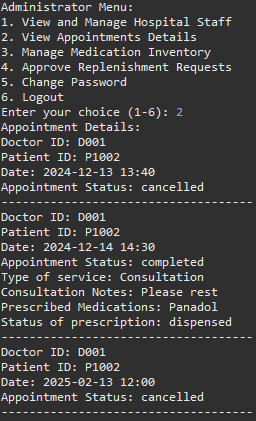 Administrator Menu:
1. View and Manage Hospital Staff
2. View Appointments Details
3. Manage Medication Inventory
4. Approve Replenishment Requests
5. Change Password
6. Logout
Enter your choice (1-6): 2
Appointment Details:
Doctor ID: D001
Patient ID: P1002
Date: 2024-12-13 13:40
Appointment Status: cancelled
-----------------------------------
Doctor ID: D001
Patient ID: P1002
Date: 2024-12-14 14:30
Appointment Status: completed
Type of service: Consultation
Consultation Notes: Please rest
Prescribed Medications: Panadol
Status of prescription: dispensed
-----------------------------------
Doctor ID: D001
Patient ID: P1002
Date: 2025-02-13 12:00
Appointment Status: cancelled
-----------------------------------